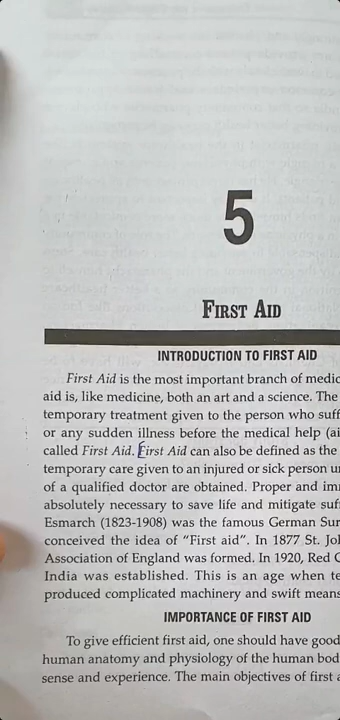 5
FIRST AID
INTRODUCTION TO FIRST AID
First Aid is the most important branch of medic
aid is, like medicine, both an art and a science. The
temporary treatment given to the person who suff
or any sudden illness before the medical help (ai
called First Aid. First Aid can also be defined as the
temporary care given to an injured or sick person u
of a qualified doctor are obtained. Proper and im
absolutely necessary to save life and mitigate suf
Esmarch (1823-1908) was the famous German Sur
conceived the idea of "First aid". In 1877 St. Jo
Association of England was formed. In 1920, Red C
India was established. This is an age when te
produced complicated machinery and swift means
IMPORTANCE OF FIRST AID
To give efficient first aid, one should have good
human anatomy and physiology of the human bod
sense and experience. The main objectives of first a